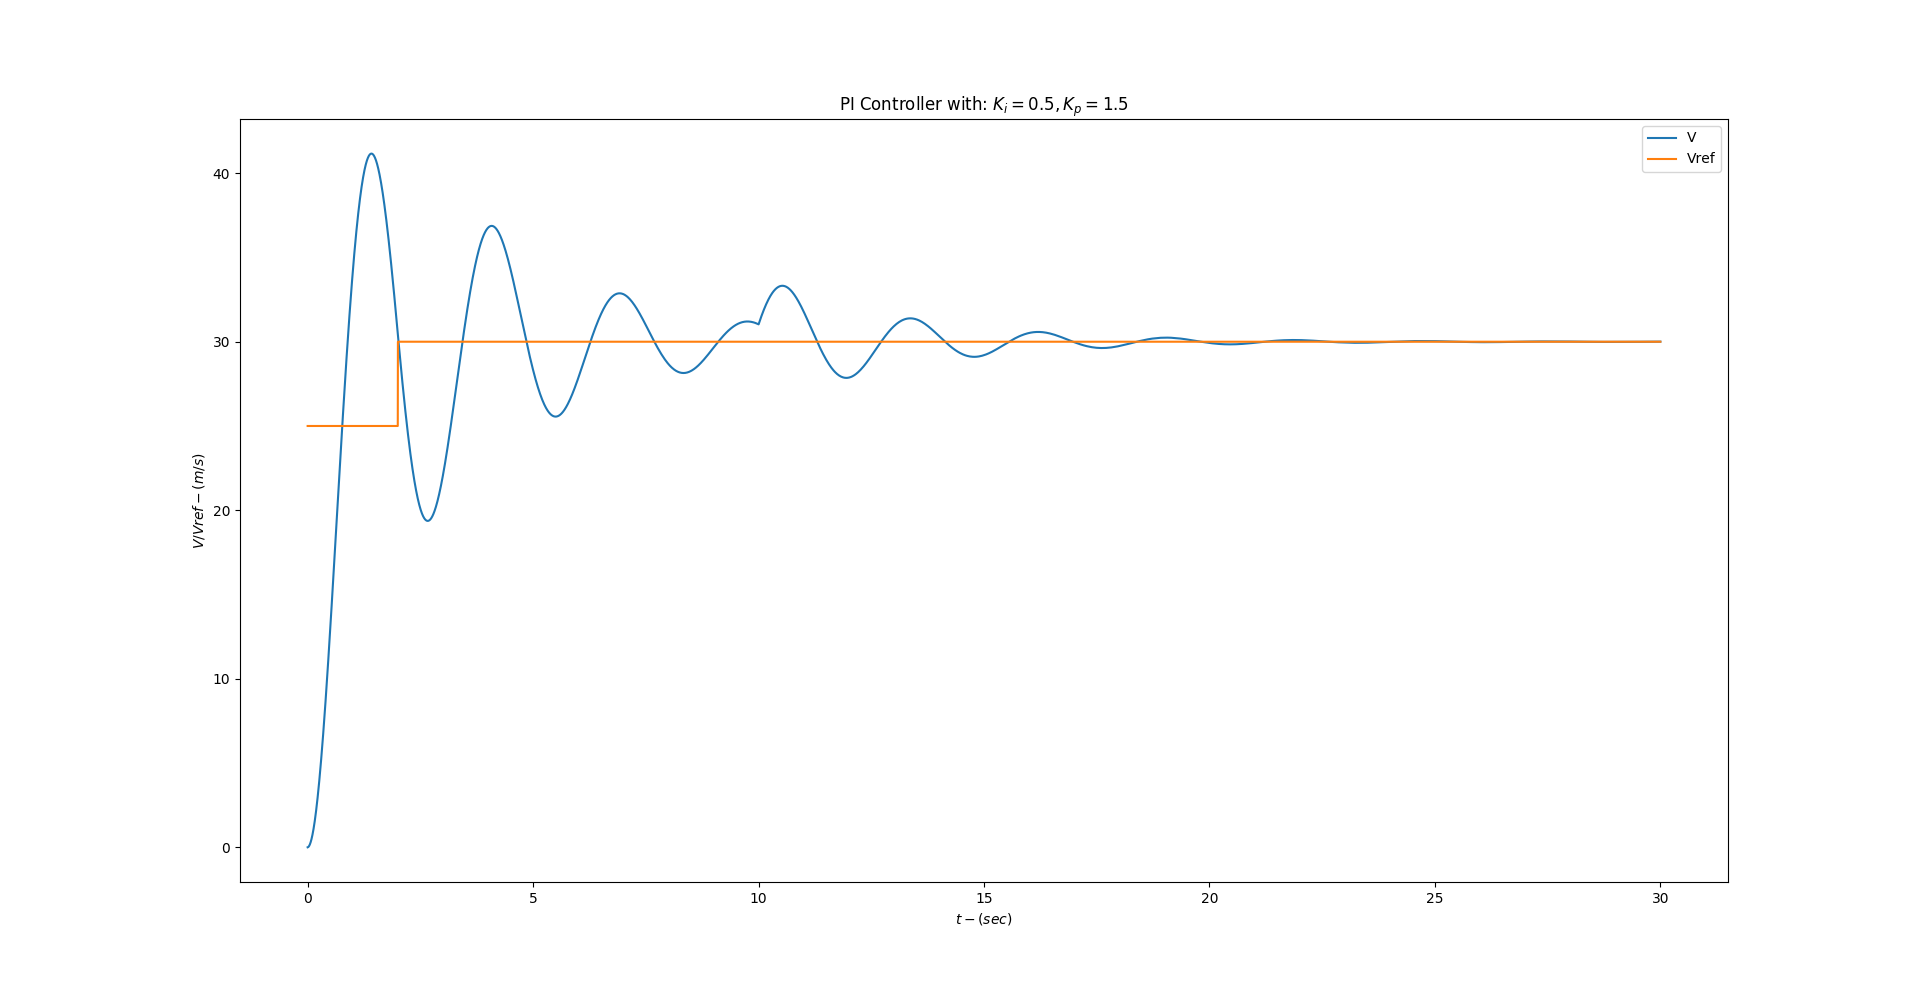 PI Controller with: $K_i = 0.5, K_p = 1.5$
V
Vref
40
30
20
10
0
V/Vref − (m/s)
0 5 10 15 20 25 30
t − (sec)